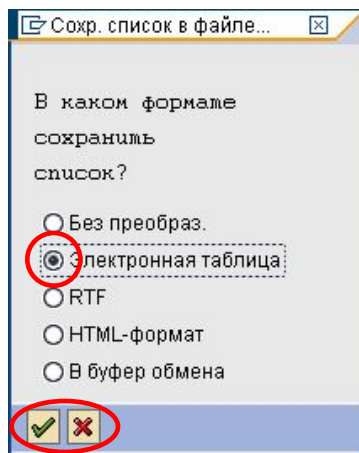 Сохр. список в файле...
В каком формате
сохранить
список?
Без преобраз.
Электронная таблица
RTF
HTML-формат
В буфер обмена